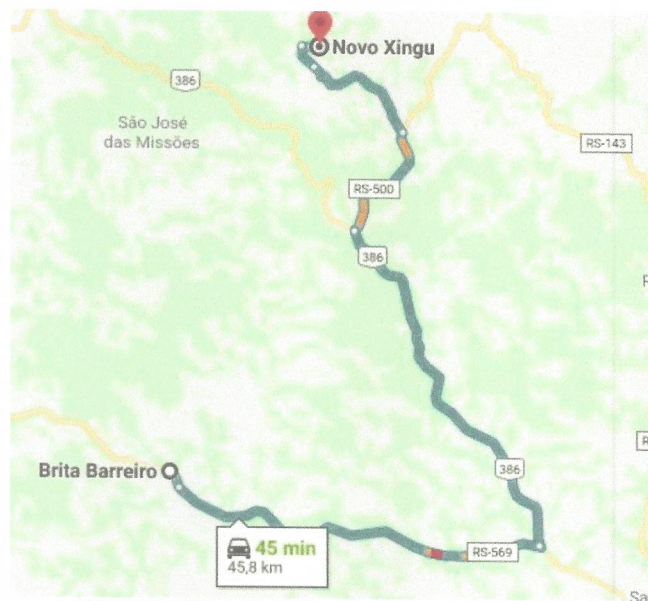 Novo Xingu
386
São José
das Missões
RS-143
RS-500
386
R
386
R
Brita Barreiro
45 min
45,8 km
RS-569
Sa